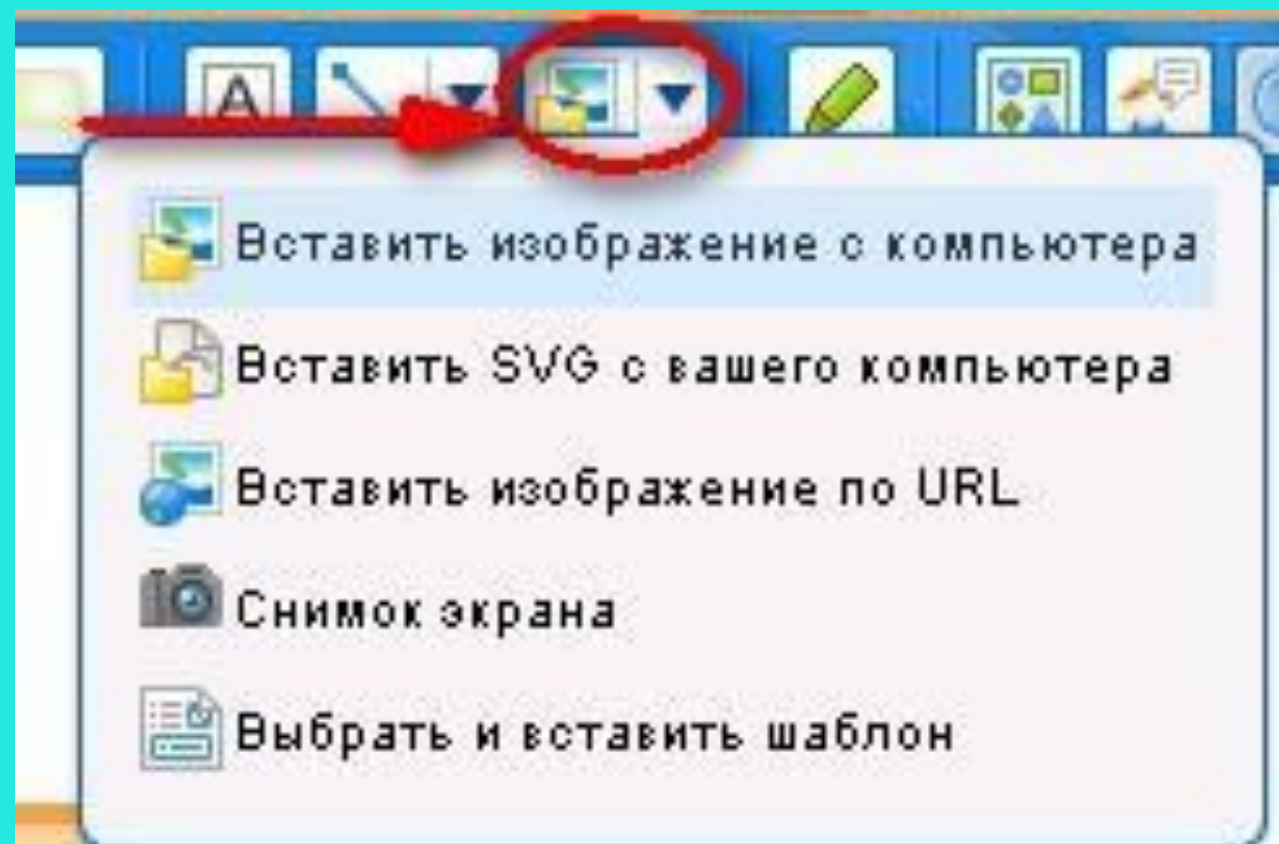 A
Вставить изображение с компьютера
Вставить SVG с вашего компьютера
Вставить изображение по URL
Снимок экрана
Выбрать и вставить шаблон